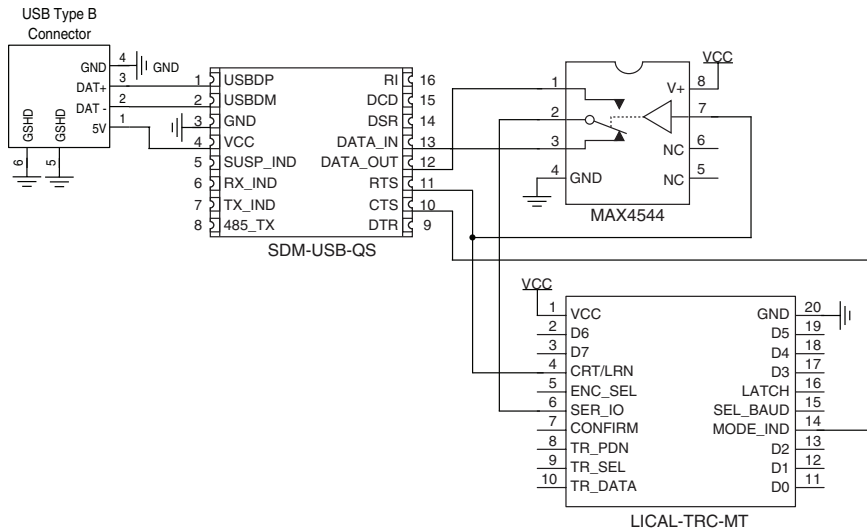 USB Type B
Connector
GND 4 GND
DAT+ 3
DAT - 2
5V 1
GSHD GSHD
6 5
1 USBDP RI 16
2 USBDM DCD 15
3 GND DSR 14
4 VCC DATA_IN 13
5 SUSP_IND DATA_OUT 12
6 RX_IND RTS 11
7 TX_IND CTS 10
8 485_TX DTR 9
SDM-USB-QS
VCC
1 V+ 8
2 7
3 NC 6
4 GND NC 5
MAX4544
VCC
1 VCC GND 20
2 D6 D5 19
3 D7 D4 18
4 CRT/LRN D3 17
5 ENC_SEL LATCH 16
6 SER_IO SEL_BAUD 15
7 CONFIRM MODE_IND 14
8 TR_PDN D2 13
9 TR_SEL D1 12
10 TR_DATA D0 11
LICAL-TRC-MT